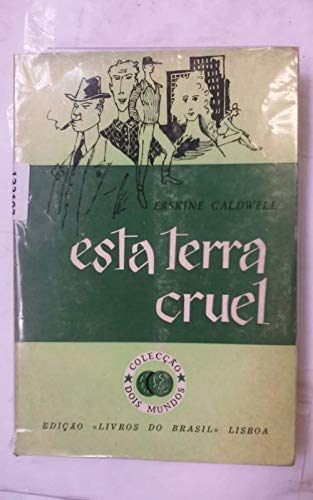 ERSKINE CALDWELL
esta terra
cruel
COLECÇÃO
DOIS MUNDOS
EDIÇÃO «LIVROS DO BRASIL» LISBOA